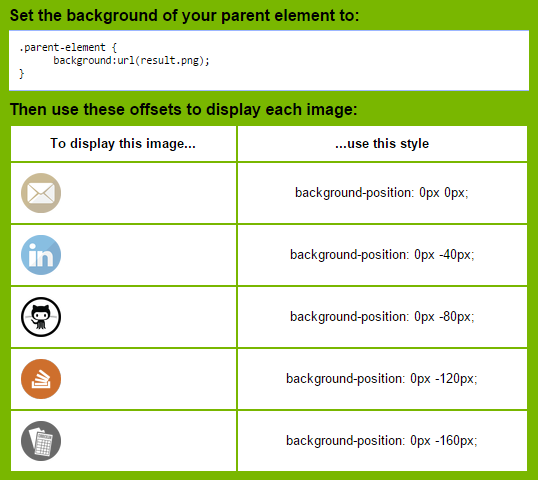 Set the background of your parent element to:
.parent-element {
background:url(result.png);
}
Then use these offsets to display each image:
To display this image... ...use this style
background-position: 0px 0px;
in background-position: 0px -40px;
background-position: 0px -80px;
background-position: 0px -120px;
background-position: 0px -160px;